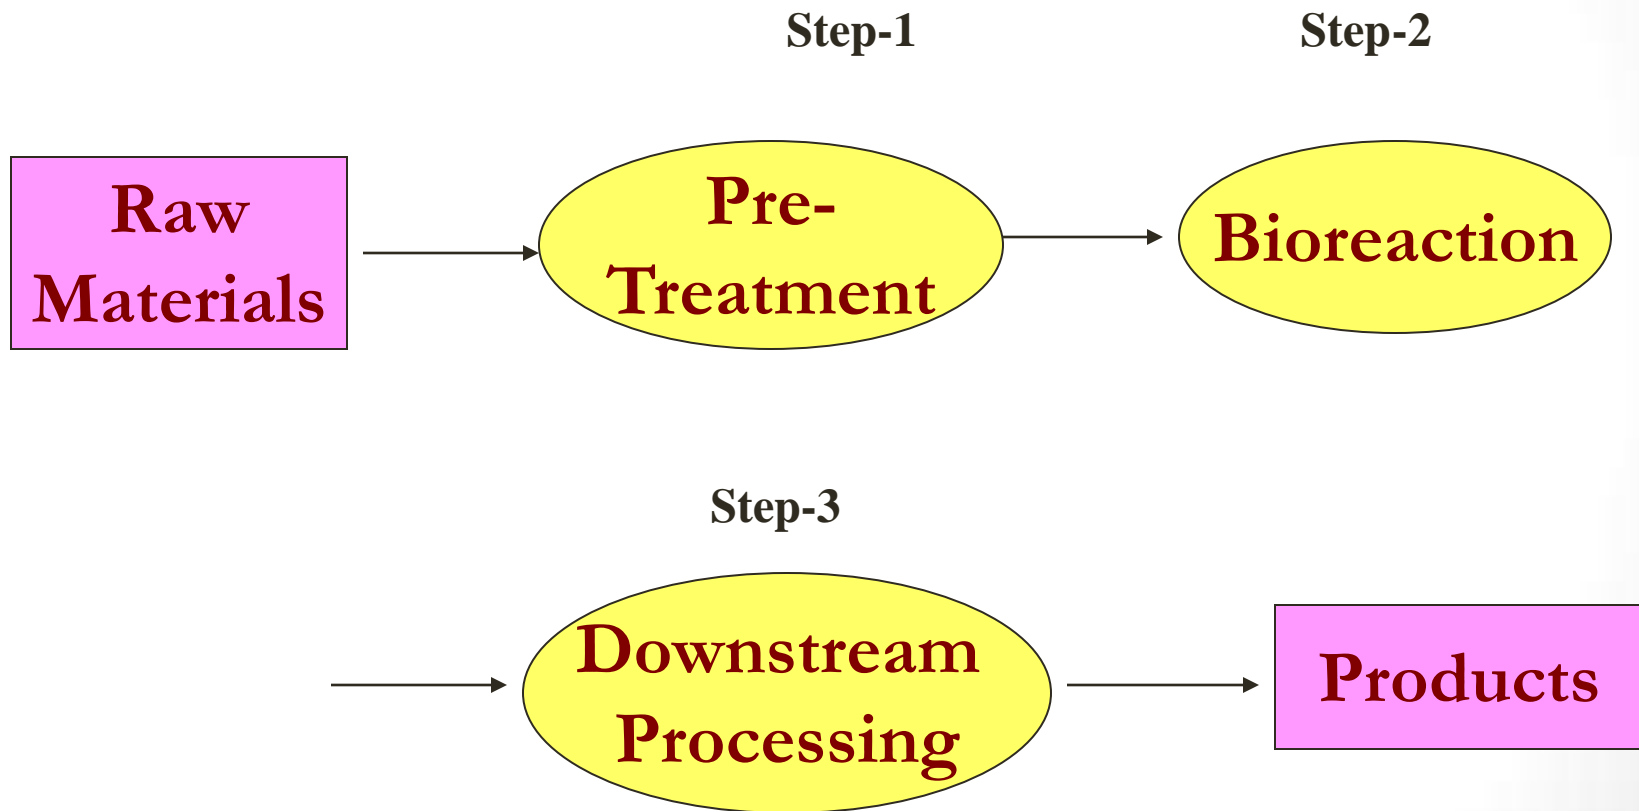 Step-1
Step-2
Raw
Materials
Pre-
Treatment
Bioreaction
Step-3
Downstream
Processing
Products